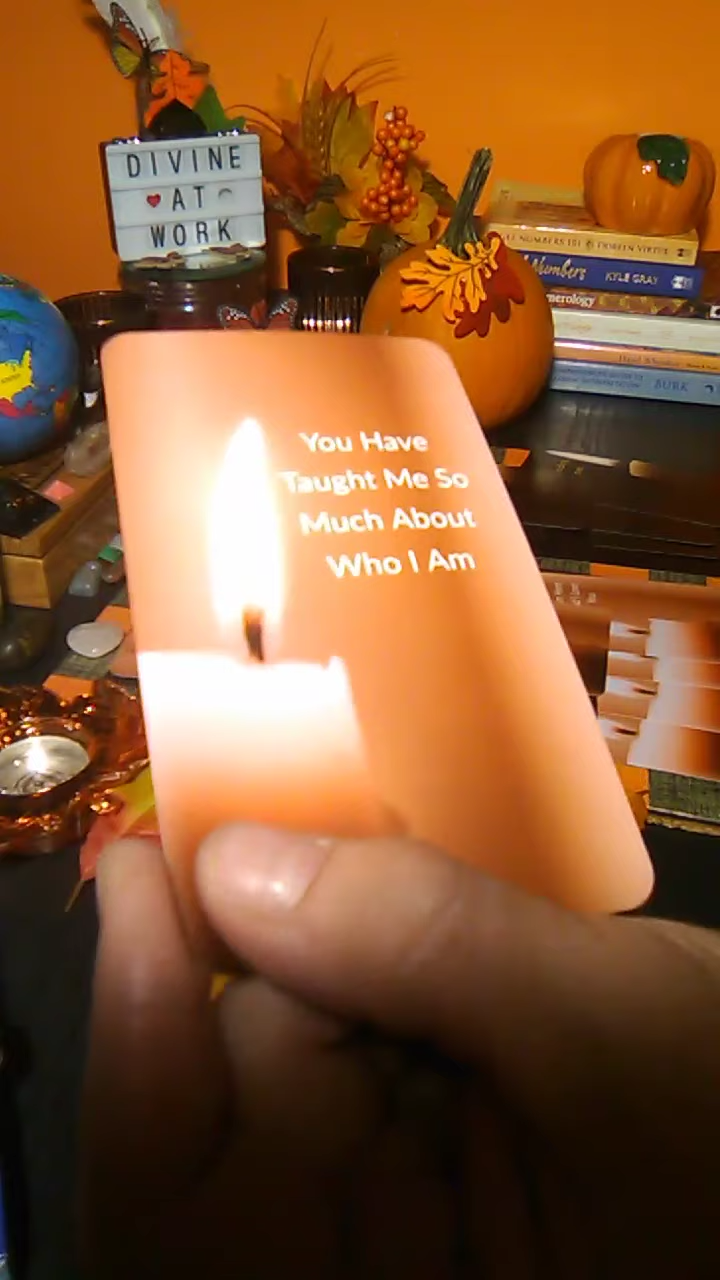 DIVINE
AT
WORK
NUMBERS 101 DOREEN VIRTUE
Numbers KYLE GRAY
You Have
Taught Me So
Much About
Who I Am